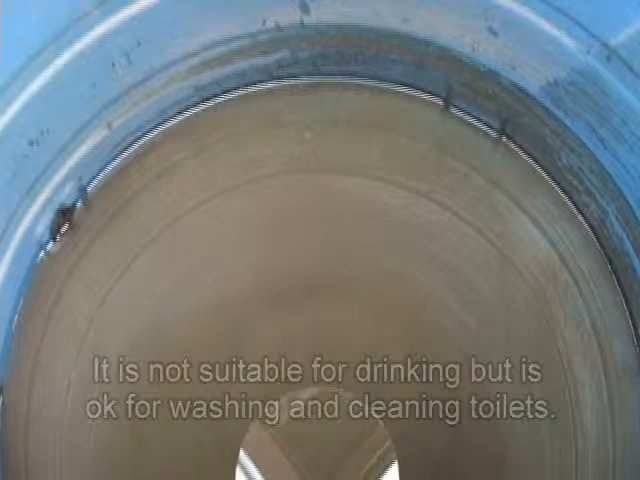 It is not suitable for drinking but is
ok for washing and cleaning toilets.